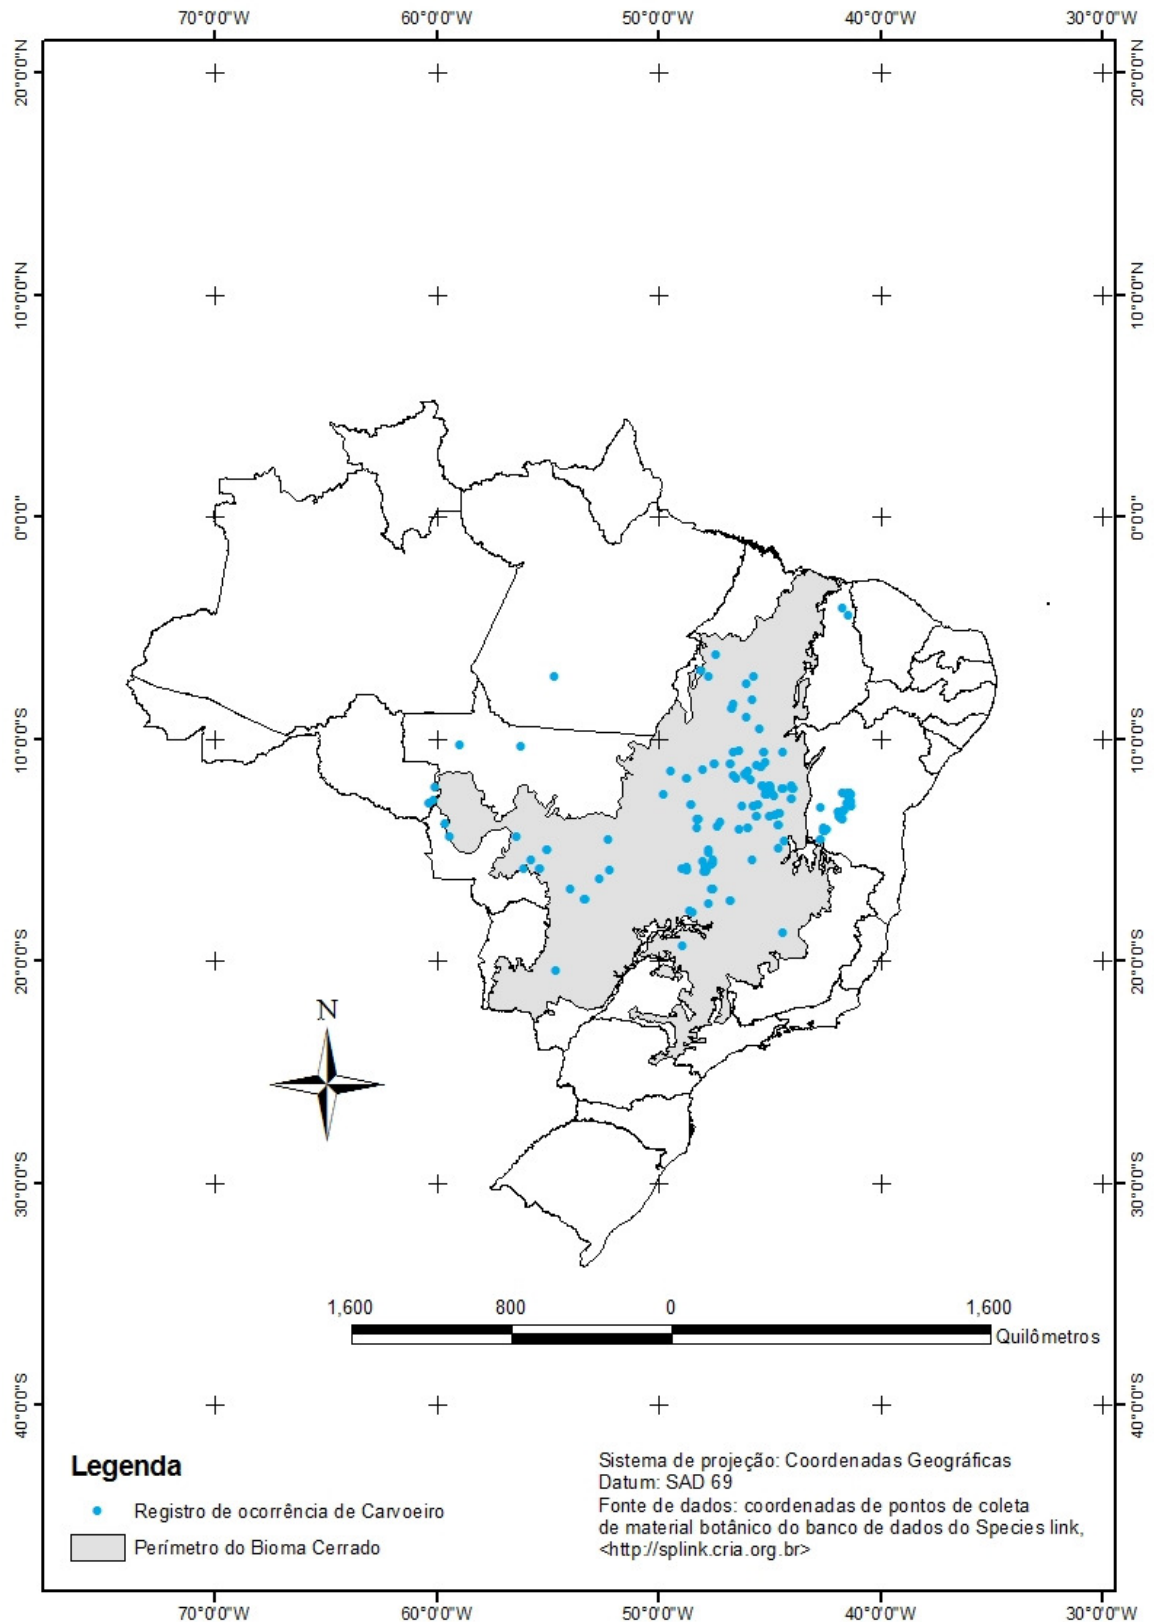 70°0'0"W 60°0'0"W 50°0'0"W 40°0'0"W 30°0'0"W
20°0'0"N 20°0'0"N
10°0'0"N 10°0'0"N
0°0'0" 0°0'0"
10°0'0"S 10°0'0"S
20°0'0"S 20°0'0"S
N
30°0'0"S 30°0'0"S
1,600 800 0 1,600
Quilômetros
40°0'0"S 40°0'0"S
Legenda
Registro de ocorrência de Carvoeiro
Perímetro do Bioma Cerrado
Sistema de projeção: Coordenadas Geográficas
Datum: SAD 69
Fonte de dados: coordenadas de pontos de coleta
de material botânico do banco de dados do Species link,
<http://splink.cria.org.br>
70°0'0"W 60°0'0"W 50°0'0"W 40°0'0"W 30°0'0"W